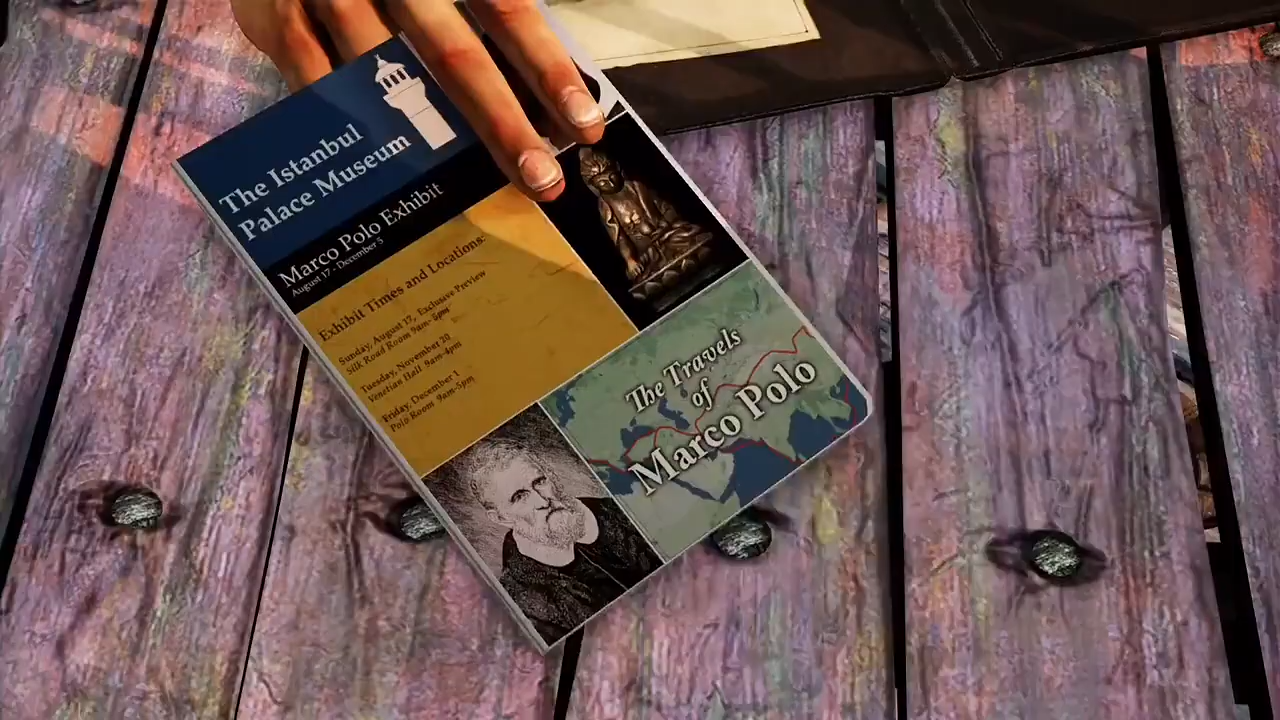 The Istanbul
Palace Museum
Marco Polo Exhibit
August 17 - December 5
Exhibit Times and Locations:
Sunday, August 17, Exclusive Preview
Silk Road Room 9am-5pm
Tuesday, November 20
Venetian Hall 9am-4pm
Friday, December 1
Polo Room 9am-5pm
The Travels
of
Marco Polo